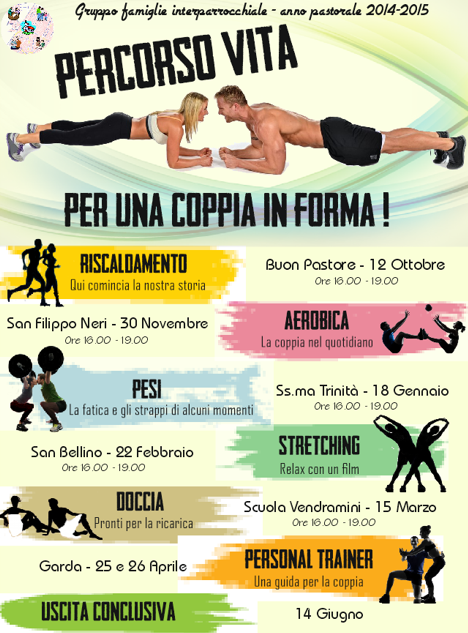 Gruppo famiglie interparrocchiale - anno pastorale 2014-2015
PERCORSO VITA
PER UNA COPPIA IN FORMA !
RISCALDAMENTO
Qui comincia la nostra storia
Buon Pastore - 12 Ottobre
Ore 16.00 - 19.00
San Filippo Neri - 30 Novembre
Ore 16.00 - 19.00
AEROBICA
La coppia nel quotidiano
PESI
La fatica e gli strappi di alcuni momenti
Ss.ma Trinità - 18 Gennaio
Ore 16.00 - 19.00
San Bellino - 22 Febbraio
Ore 16.00 - 19.00
STRETCHING
Relax con un film
DOCCIA
Pronti per la ricarica
Scuola Vendramini - 15 Marzo
Ore 16.00 - 19.00
Garda - 25 e 26 Aprile
PERSONAL TRAINER
Una guida per la coppia
USCITA CONCLUSIVA
14 Giugno